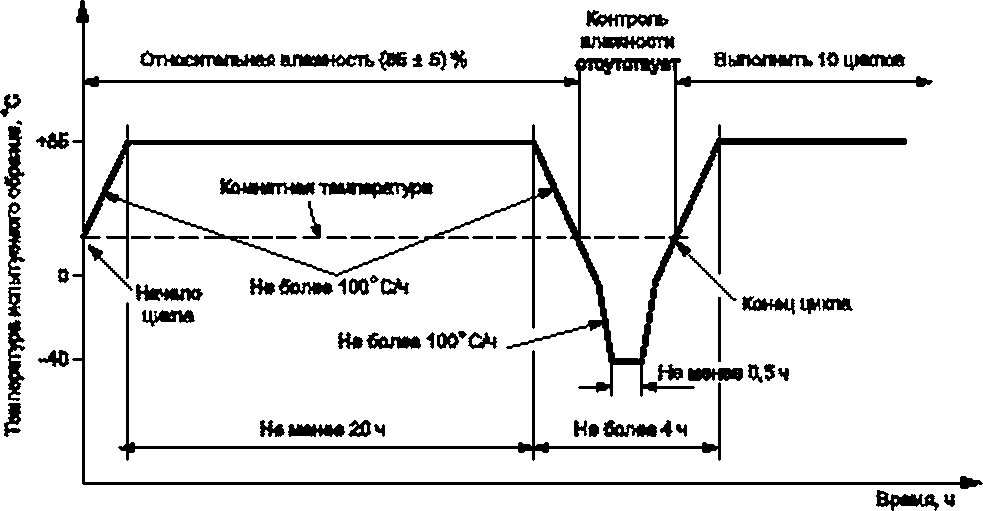 Контроль
влажности
отсутствует
Относительная влажность (85 ± 5) %
Выполнить 10 циклов
Температура испытуемого образца, °C
+85
Комнатная температура
0
Не более 100°С/ч
Начало
цикла
Конец цикла
Не более 100°С/ч
–40
Не менее 0,5 ч
Не менее 20 ч
Не более 4 ч
Время, ч